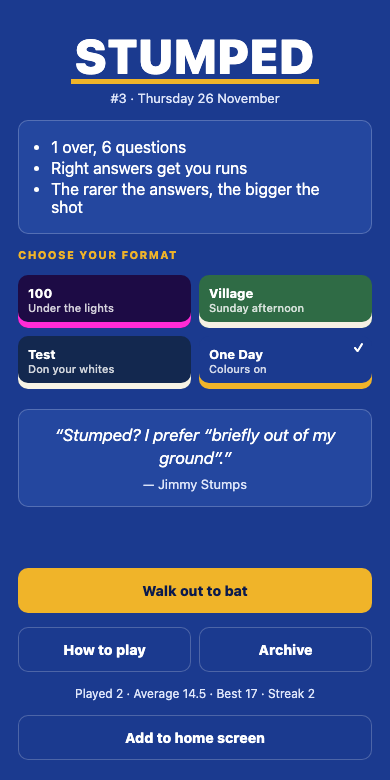 STUMPED
#3 · Thursday 26 November
• 1 over, 6 questions
• Right answers get you runs
• The rarer the answers, the bigger the
shot
CHOOSE YOUR FORMAT
100
Under the lights
Village
Sunday afternoon
Test
Don your whites
One Day
Colours on
“Stumped? I prefer “briefly out of my
ground”.”
— Jimmy Stumps
Walk out to bat
How to play
Archive
Played 2 · Average 14.5 · Best 17 · Streak 2
Add to home screen